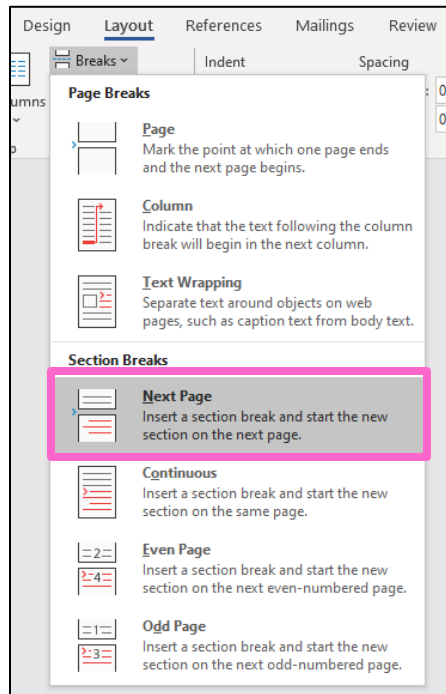 Design Layout References Mailings Review
Breaks Indent Spacing
umns
Page Breaks
Page
Mark the point at which one page ends
and the next page begins.
Column
Indicate that the text following the column
break will begin in the next column.
Text Wrapping
Separate text around objects on web
pages, such as caption text from body text.
Section Breaks
Next Page
Insert a section break and start the new
section on the next page.
Continuous
Insert a section break and start the new
section on the same page.
=2=
Even Page
=4=
Insert a section break and start the new
section on the next even-numbered page.
=1=
Odd Page
=3=
Insert a section break and start the new
section on the next odd-numbered page.